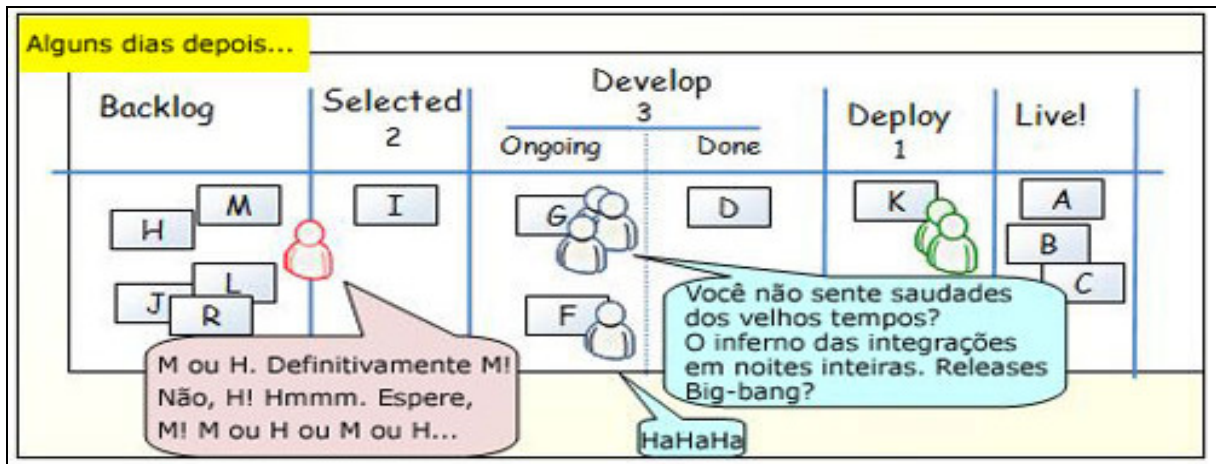 Alguns dias depois...
Backlog
Selected
2
Develop
3
Ongoing
Done
Deploy
1
Live!
M
H
J
L
R
I
G
F
D
K
A
B
C
M ou H. Definitivamente M!
Não, H! Hmmm. Espere,
M! M ou H ou M ou H...
Você não sente saudades
dos velhos tempos?
O inferno das integrações
em noites inteiras. Releases
Big-bang?
HaHaHa